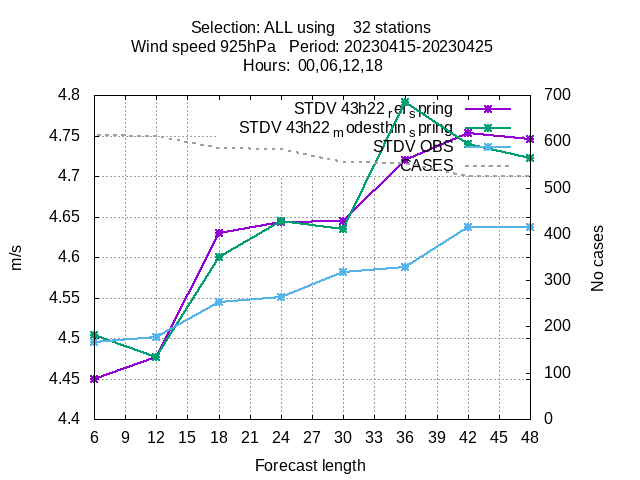 Selection: ALL using 32 stations
Wind speed 925hPa Period: 20230415-20230425
Hours: 00,06,12,18
STDV 43h22 ref spring
STDV 43h22 modesthin spring
STDV OBS
CASES
4.8
4.75
4.7
4.65
4.6
4.55
4.5
4.45
4.4
700
600
500
400
300
200
100
0
m/s
No cases
6 9 12 15 18 21 24 27 30 33 36 39 42 45 48
Forecast length